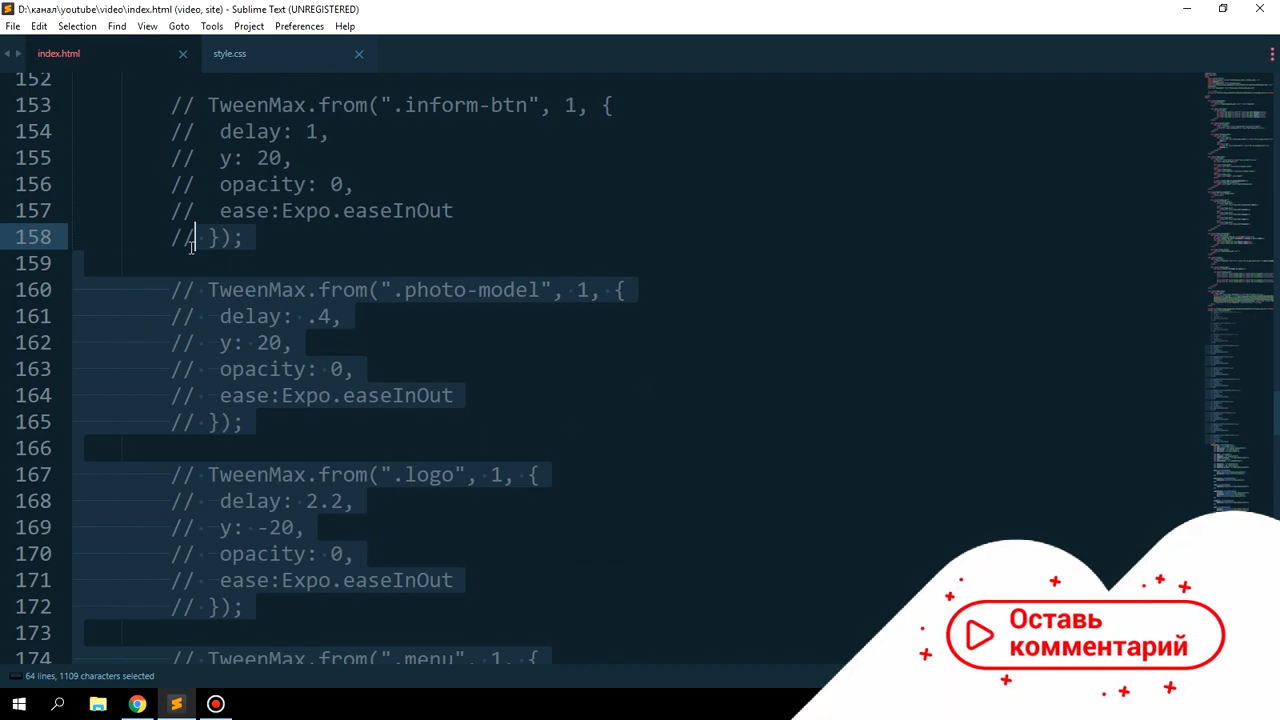 D:\канал\youtube\video\index.html (video, site) - Sublime Text (UNREGISTERED)
File Edit Selection Find View Goto Tools Project Preferences Help
index.html style.css
152
153 // TweenMax.from(".inform-btn", 1, {
154 // delay: 1,
155 // y: 20,
156 // opacity: 0,
157 // ease:Expo.easeInOut
158 // });
159
160 // TweenMax.from(".photo-model", 1, {
161 // delay: .4,
162 // y: 20,
163 // opacity: 0,
164 // ease:Expo.easeInOut
165 // });
166
167 // TweenMax.from(".logo", 1, {
168 // delay: 2.2,
169 // y: -20,
170 // opacity: 0,
171 // ease:Expo.easeInOut
172 // });
173
174 // TweenMax.from(".menu", 1, {
Оставь
комментарий
64 lines, 1109 characters selected